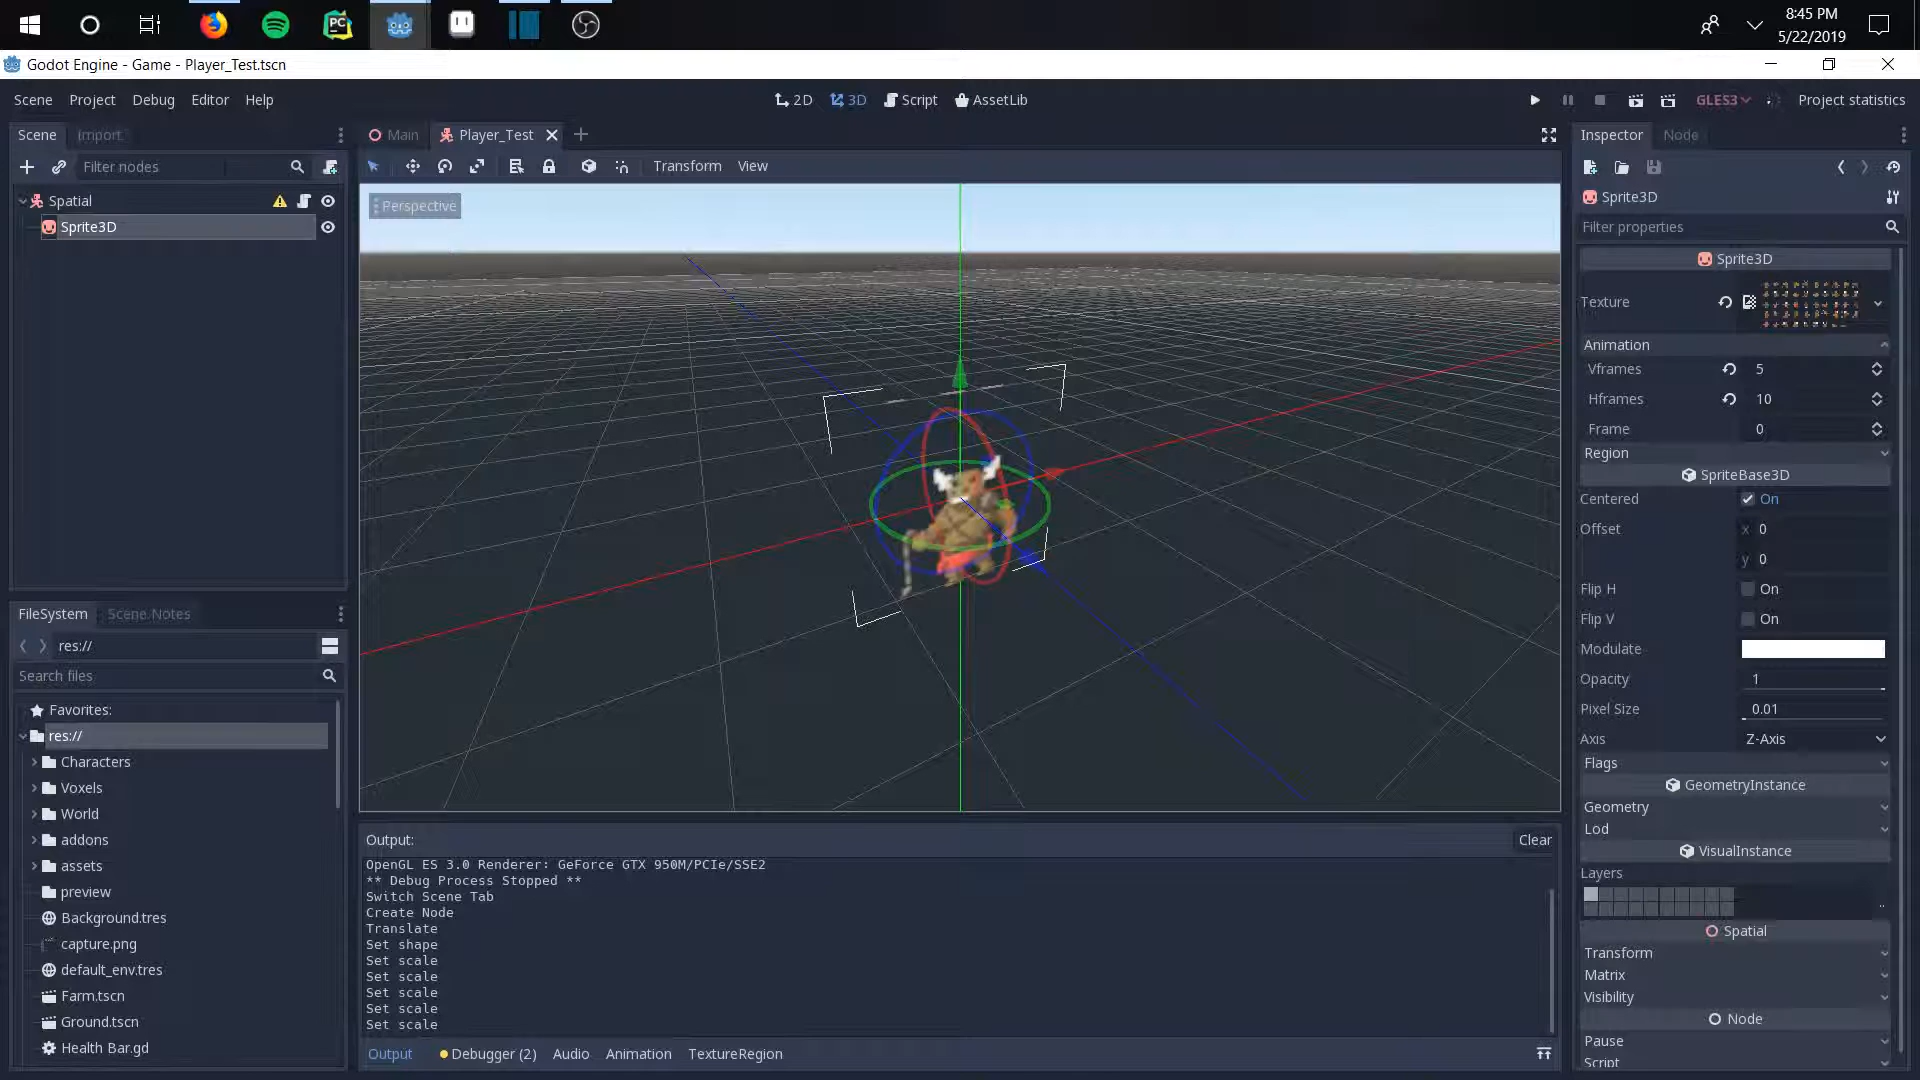 PC
8:45 PM
5/22/2019
Godot Engine - Game - Player_Test.tscn
Scene Project Debug Editor Help
2D 3D Script AssetLib
GLES3 Project statistics
Scene Import
Main Player_Test
Inspector Node
Filter nodes
Transform View
Spatial
Sprite3D
Perspective
Sprite3D
Filter properties
Sprite3D
Texture
Animation
Vframes 5
Hframes 10
Frame 0
Region
SpriteBase3D
Centered On
Offset x 0
y 0
Flip H On
Flip V On
Modulate
Opacity 1
Pixel Size 0.01
Axis Z-Axis
Flags
GeometryInstance
Geometry
Lod
VisualInstance
Layers
..
Spatial
Transform
Matrix
Visibility
Node
Pause
Script
FileSystem Scene Notes
res://
Search files
Favorites:
res://
Characters
Voxels
World
addons
assets
preview
Background.tres
capture.png
default_env.tres
Farm.tscn
Ground.tscn
Health Bar.gd
Output:
Clear
OpenGL ES 3.0 Renderer: GeForce GTX 950M/PCIe/SSE2
** Debug Process Stopped **
Switch Scene Tab
Create Node
Translate
Set shape
Set scale
Set scale
Set scale
Set scale
Set scale
Output Debugger (2) Audio Animation TextureRegion